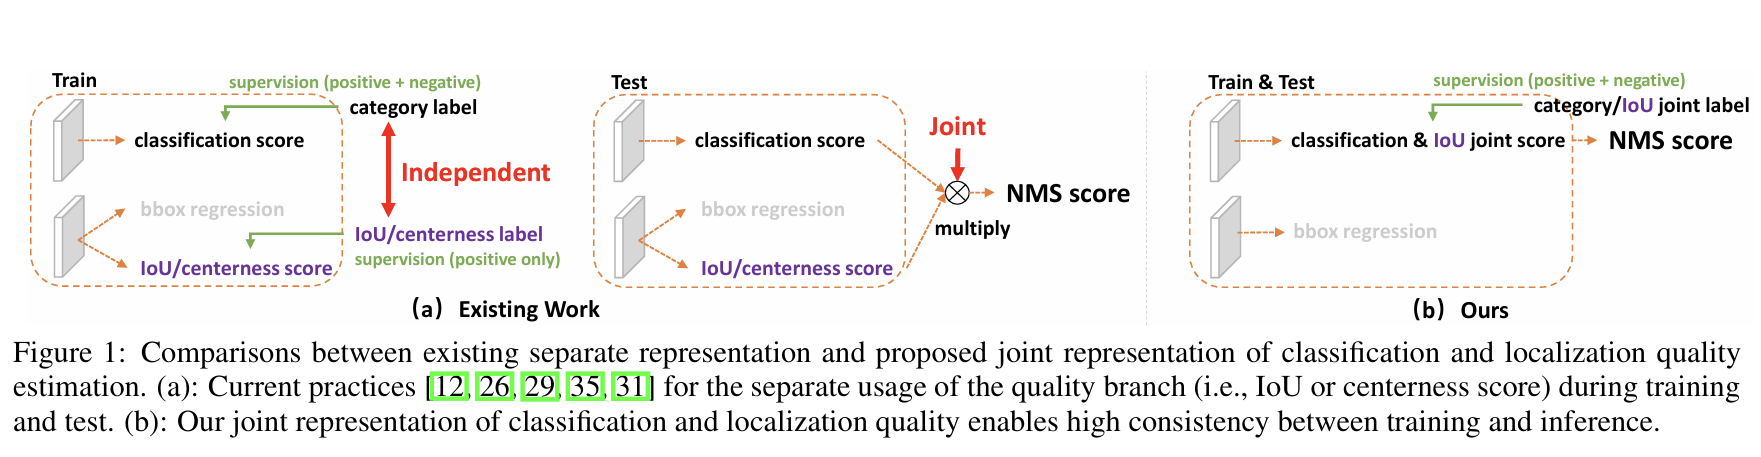 Train
supervision (positive + negative)
category label
classification score
Independent
bbox regression
IoU/centerness label
supervision (positive only)
IoU/centerness score
Test
classification score
Joint
NMS score
bbox regression
multiply
IoU/centerness score
(a) Existing Work
Train & Test
supervision (positive + negative)
category/IoU joint label
classification & IoU joint score
NMS score
bbox regression
(b) Ours
Figure 1: Comparisons between existing separate representation and proposed joint representation of classification and localization quality
estimation. (a): Current practices [12, 26, 29, 35, 31] for the separate usage of the quality branch (i.e., IoU or centerness score) during training
and test. (b): Our joint representation of classification and localization quality enables high consistency between training and inference.